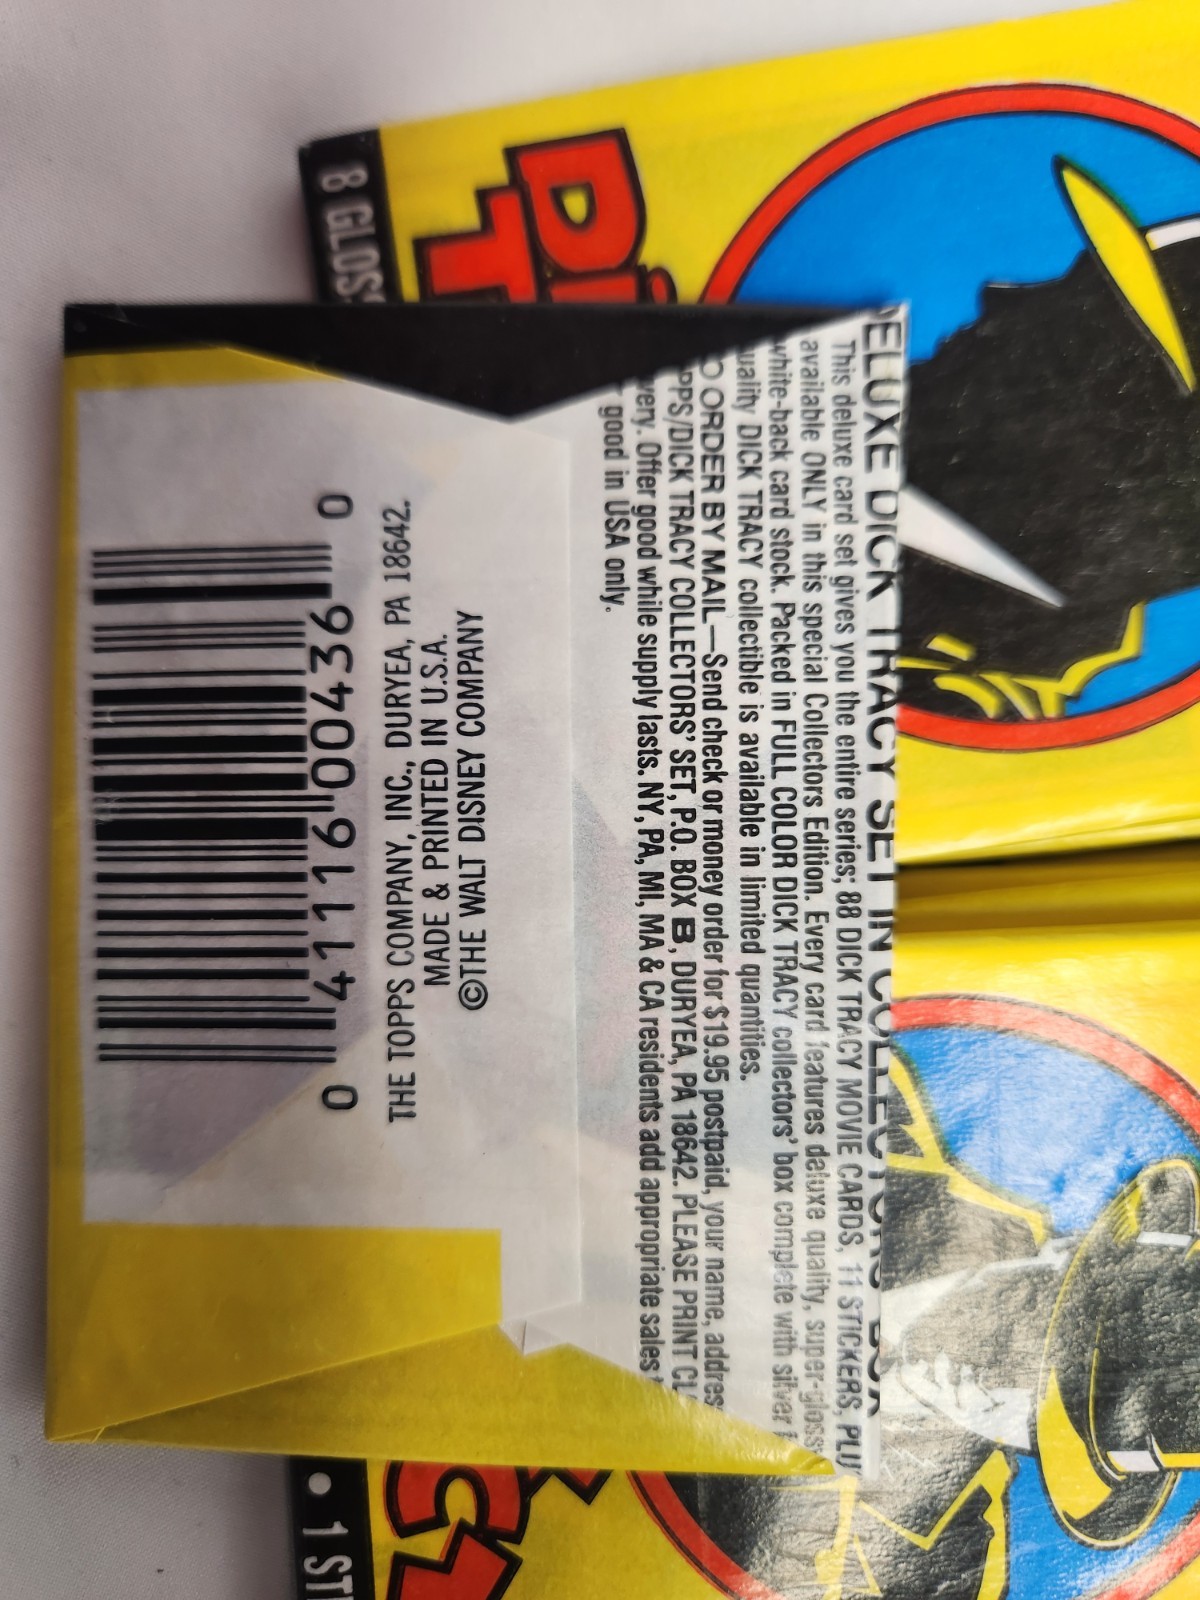 8 GLOSS
Di
T
ELUXE DICK TRACY SET IN COLLECTORS' BOX
This deluxe card set gives you the entire series; 88 DICK TRACY MOVIE CARDS, 11 STICKERS, PLU
available ONLY in this special Collectors Edition. Every card features deluxe quality, super-gloss
white-back card stock. Packed in FULL COLOR DICK TRACY collectors' box complete with silver
uality DICK TRACY collectible is available in limited quantities.
O ORDER BY MAIL—Send check or money order for $19.95 postpaid, your name, addres
PPS/DICK TRACY COLLECTORS' SET, P.O. BOX B, DURYEA, PA 18642. PLEASE PRINT CL
very. Offer good while supply lasts. NY, PA, MI, MA & CA residents add appropriate sales
good in USA only.
©THE WALT DISNEY COMPANY
MADE & PRINTED IN U.S.A.
THE TOPPS COMPANY, INC., DURYEA, PA 18642.
0 41116 00436 0
C
• 1 ST